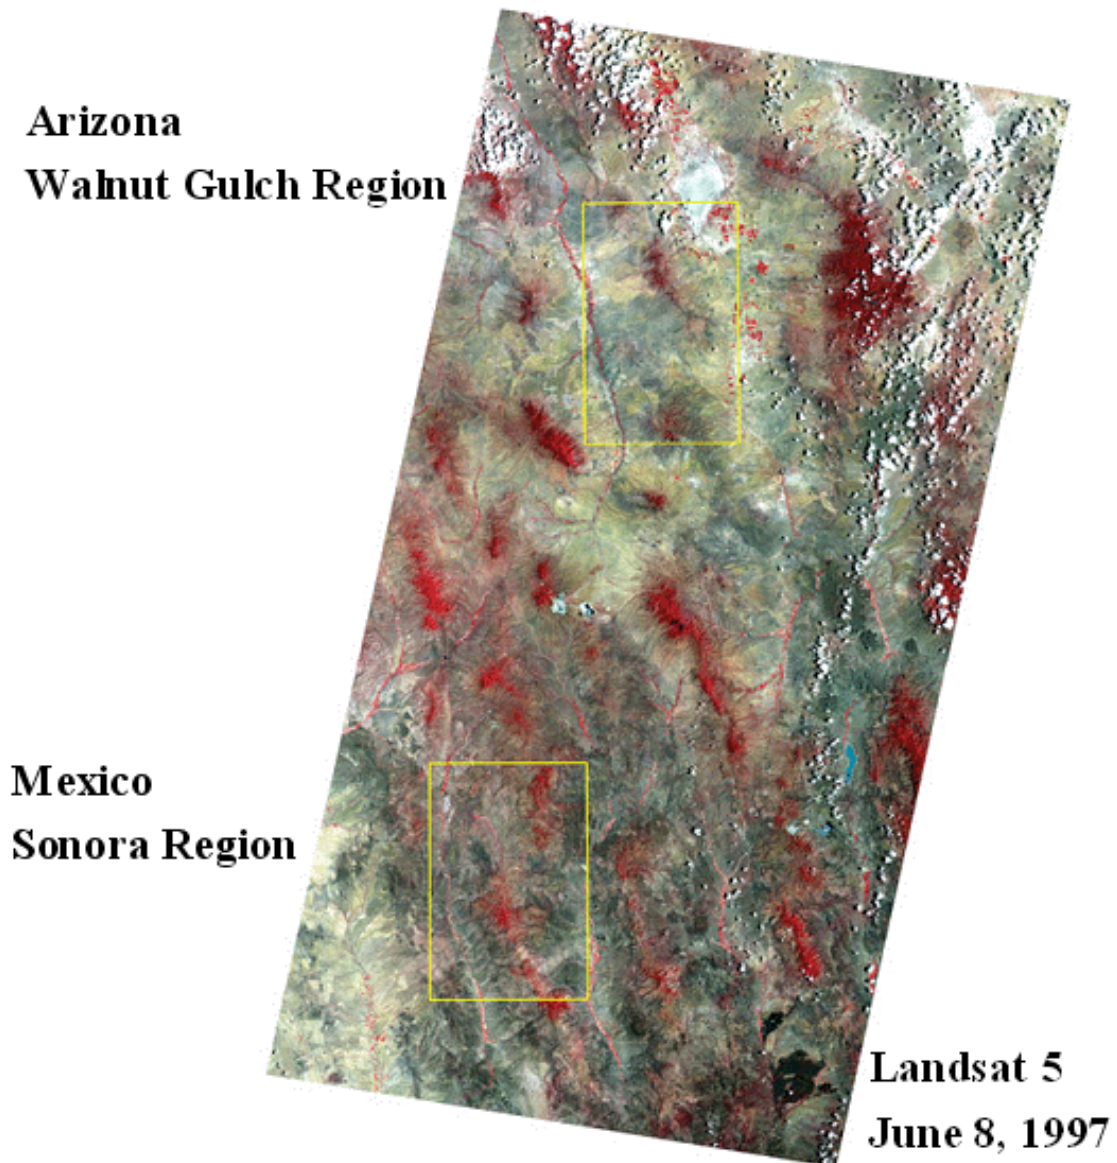 Arizona
Walnut Gulch Region
Mexico
Sonora Region
Landsat 5
June 8, 1997